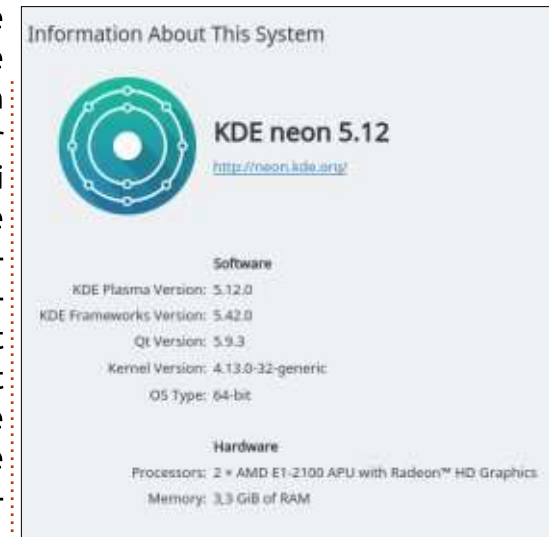 Information About This System
KDE neon 5.12
http://neon.kde.org/
Software
KDE Plasma Version: 5.12.0
KDE Frameworks Version: 5.42.0
Qt Version: 5.9.3
Kernel Version: 4.13.0-32-generic
OS Type: 64-bit
Hardware
Processors: 2 × AMD E1-2100 APU with Radeon™ HD Graphics
Memory: 3,3 GiB of RAM